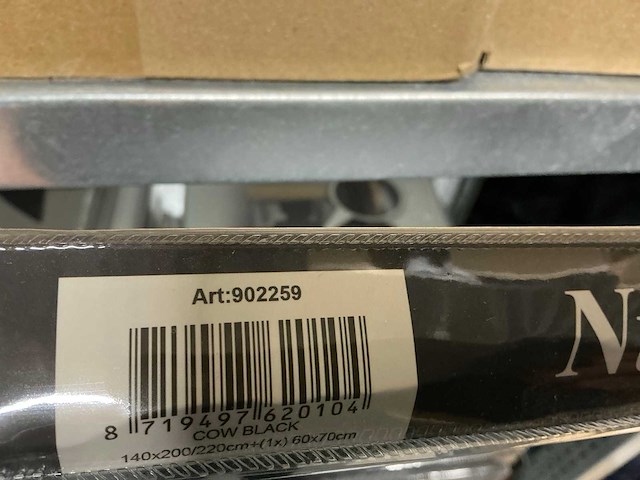 Art:902259
8 719497 620104
COW BLACK
140x200/220cm+(1x) 60x70cm